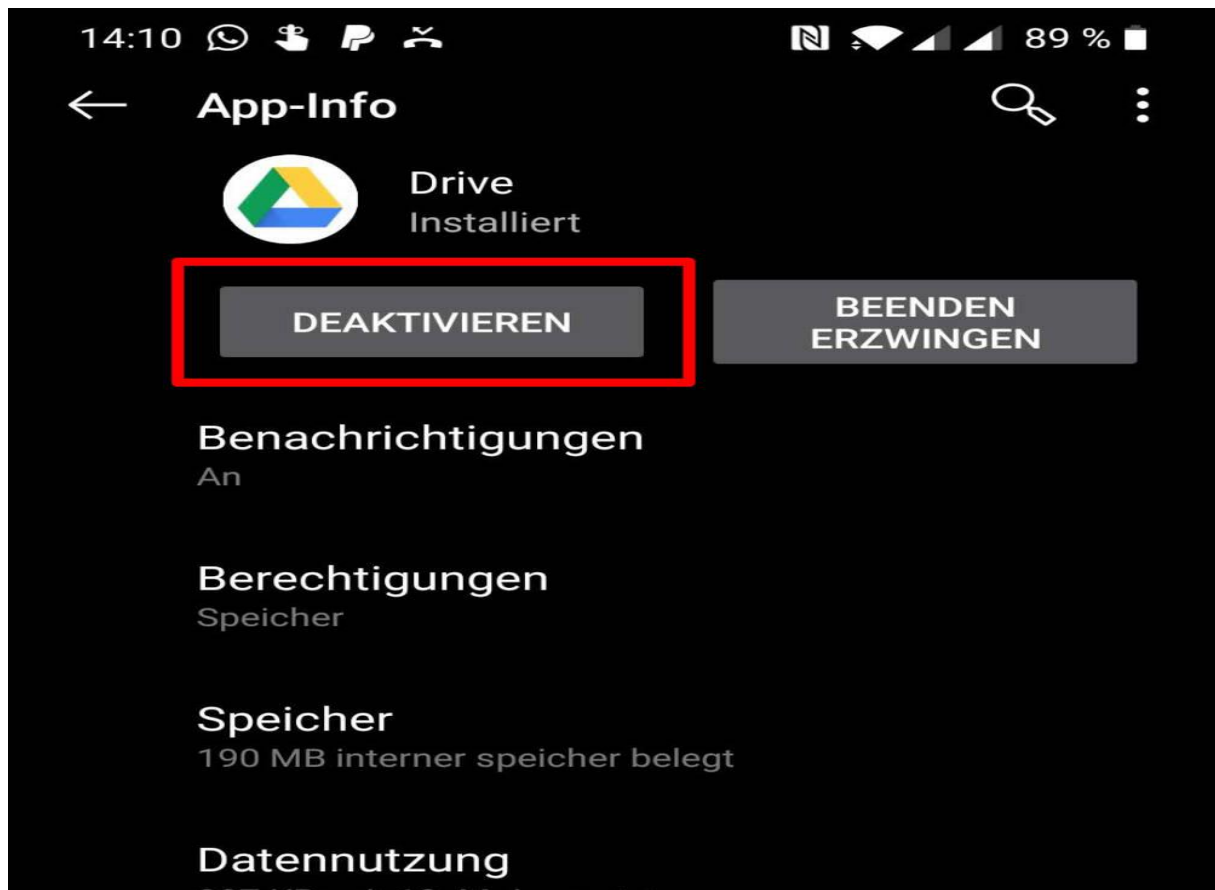 14:10 89 %
App-Info
Drive
Installiert
DEAKTIVIEREN
BEENDEN
ERZWINGEN
Benachrichtigungen
An
Berechtigungen
Speicher
Speicher
190 MB interner speicher belegt
Datennutzung